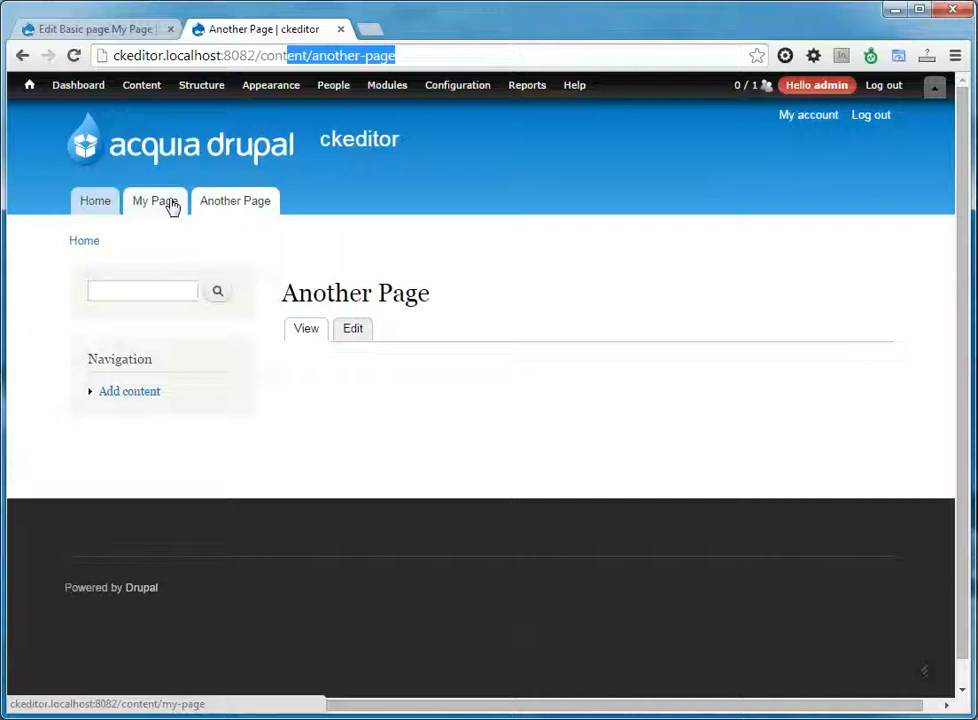 Edit Basic page My Page |
Another Page | ckeditor
ckeditor.localhost:8082/content/another-page
Dashboard Content Structure Appearance People Modules Configuration Reports Help 0 / 1 Hello admin Log out
My account Log out
acquia drupal ckeditor
Home My Page Another Page
Home
Another Page
View Edit
Navigation
Add content
Powered by Drupal
ckeditor.localhost:8082/content/my-page